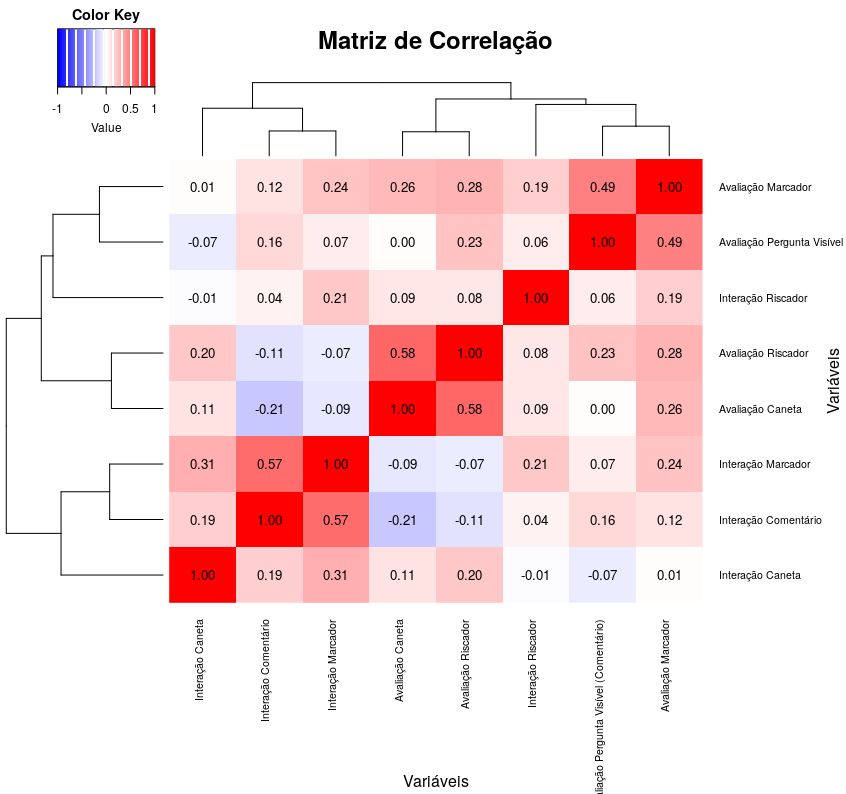 Color Key
Matriz de Correlação
-1 0 0.5 1
Value
0.01 0.12 0.24 0.26 0.28 0.19 0.49 1.00 Avaliação Marcador
-0.07 0.16 0.07 0.00 0.23 0.06 1.00 0.49 Avaliação Pergunta Visível
-0.01 0.04 0.21 0.09 0.08 1.00 0.06 0.19 Interação Riscador
0.20 -0.11 -0.07 0.58 1.00 0.08 0.23 0.28 Avaliação Riscador
0.11 -0.21 -0.09 1.00 0.58 0.09 0.00 0.26 Avaliação Caneta
0.31 0.57 1.00 -0.09 -0.07 0.21 0.07 0.24 Interação Marcador
0.19 1.00 0.57 -0.21 -0.11 0.04 0.16 0.12 Interação Comentário
1.00 0.19 0.31 0.11 0.20 -0.01 -0.07 0.01 Interação Caneta
Variáveis
Interação Caneta
Interação Comentário
Interação Marcador
Avaliação Caneta
Avaliação Riscador
Interação Riscador
aliação Pergunta Visível (Comentário)
Avaliação Marcador
Variáveis